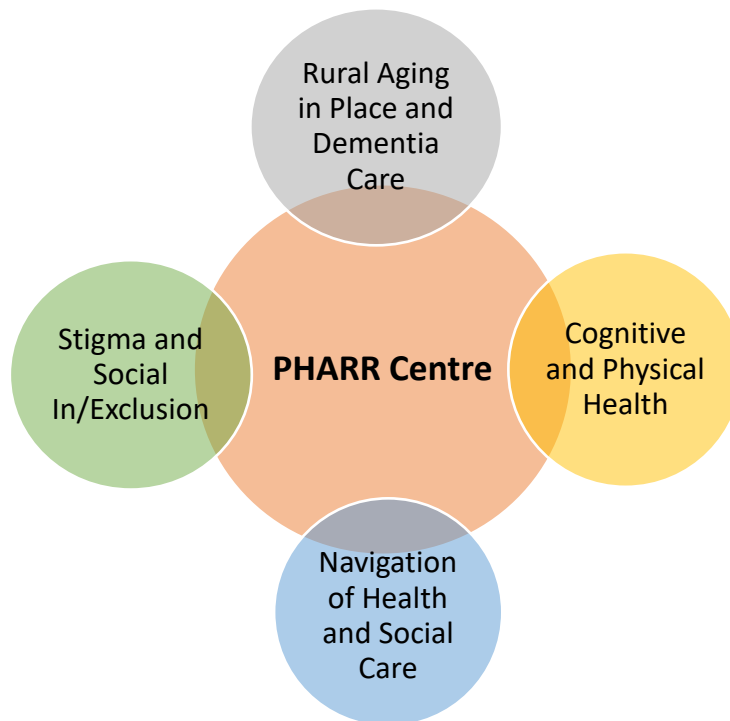 Rural Aging
in Place and
Dementia
Care
Stigma and
Social
In/Exclusion
PHARR Centre
Cognitive
and Physical
Health
Navigation
of Health
and Social
Care